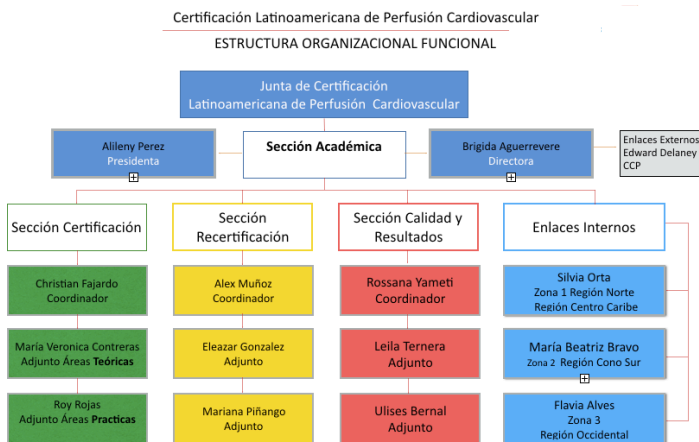 Certificación Latinoamericana de Perfusión Cardiovascular
ESTRUCTURA ORGANIZACIONAL FUNCIONAL
Junta de Certificación
Latinoamericana de Perfusión Cardiovascular
Alileny Perez
Presidenta
Sección Académica
Brigida Aguerrevere
Directora
Enlaces Externos
Edward Delaney
CCP
Sección Certificación
Sección
Recertificación
Sección Calidad y
Resultados
Enlaces Internos
Christian Fajardo
Coordinador
Alex Muñoz
Coordinador
Rossana Yameti
Coordinador
Silvia Orta
Zona 1 Región Norte
Región Centro Caribe
María Veronica Contreras
Adjunto Áreas Teóricas
Eleazar Gonzalez
Adjunto
Leila Ternera
Adjunto
María Beatriz Bravo
Zona 2 Región Cono Sur
Roy Rojas
Adjunto Áreas Practicas
Mariana Piñango
Adjunto
Ulises Bernal
Adjunto
Flavia Alves
Zona 3
Región Occidental